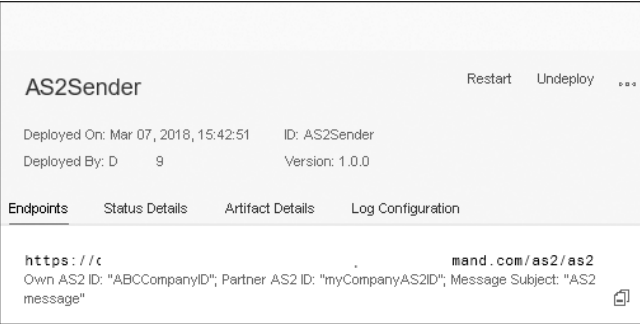 AS2Sender
Restart Undeploy
Deployed On: Mar 07, 2018, 15:42:51 ID: AS2Sender
Deployed By: D 9 Version: 1.0.0
Endpoints Status Details Artifact Details Log Configuration
https:// mand.com/as2/as2
Own AS2 ID: "ABCCompanyID"; Partner AS2 ID: "myCompanyAS2ID"; Message Subject: "AS2
message"